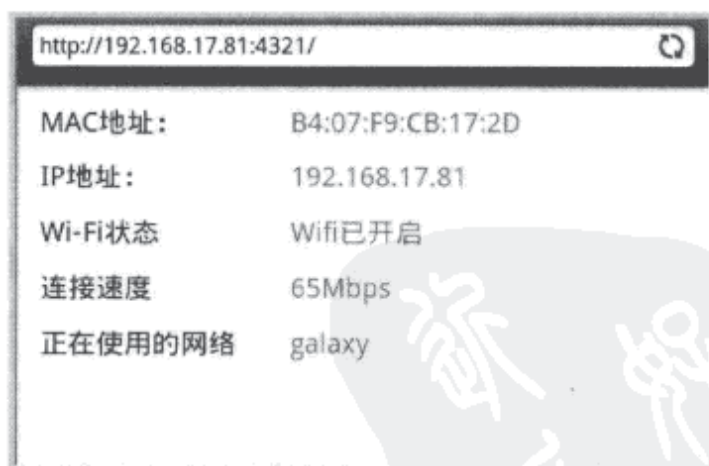 http://192.168.17.81:4321/
MAC地址： B4:07:F9:CB:17:2D
IP地址： 192.168.17.81
Wi-Fi状态 Wifi已开启
连接速度 65Mbps
正在使用的网络 galaxy